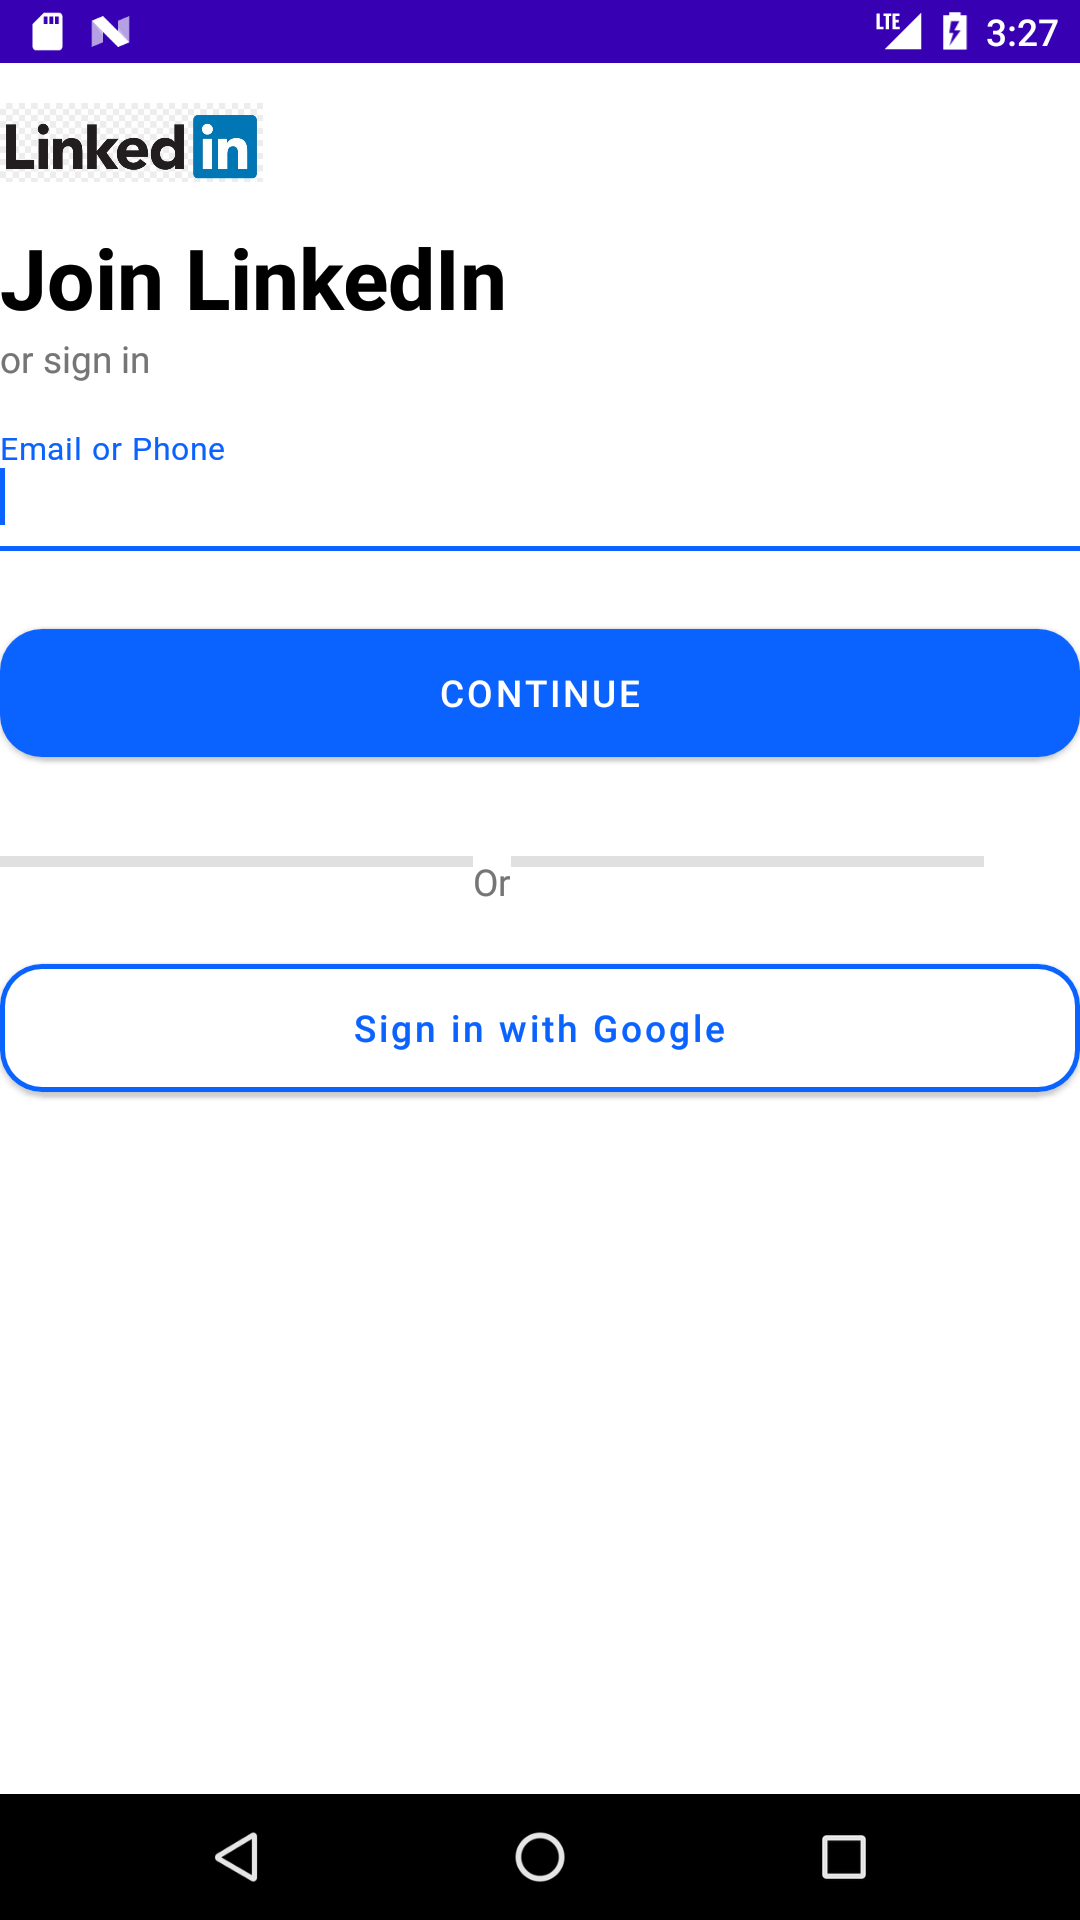 LTE 3:27
Linkedin
Join LinkedIn
or sign in
Email or Phone
CONTINUE
Or
Sign in with Google